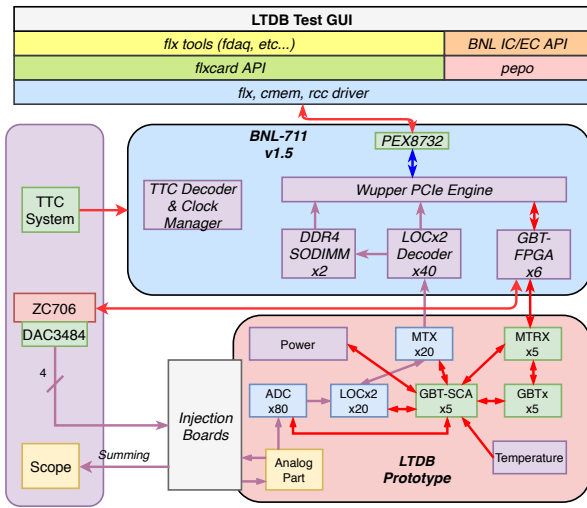 LTDB Test GUI
flx tools (fdaq, etc...)
BNL IC/EC API
flxcard API
pepo
flx, cmem, rcc driver
BNL-711
v1.5
PEX8732
TTC
System
TTC Decoder
& Clock
Manager
Wupper PCIe Engine
DDR4
SODIMM
x2
LOCx2
Decoder
x40
GBT-
FPGA
x6
ZC706
DAC3484
4
Power
MTX
x20
MTRX
x5
ADC
x80
LOCx2
x20
GBT-SCA
x5
GBTx
x5
Injection
Boards
Scope
Summing
Analog
Part
LTDB
Prototype
Temperature